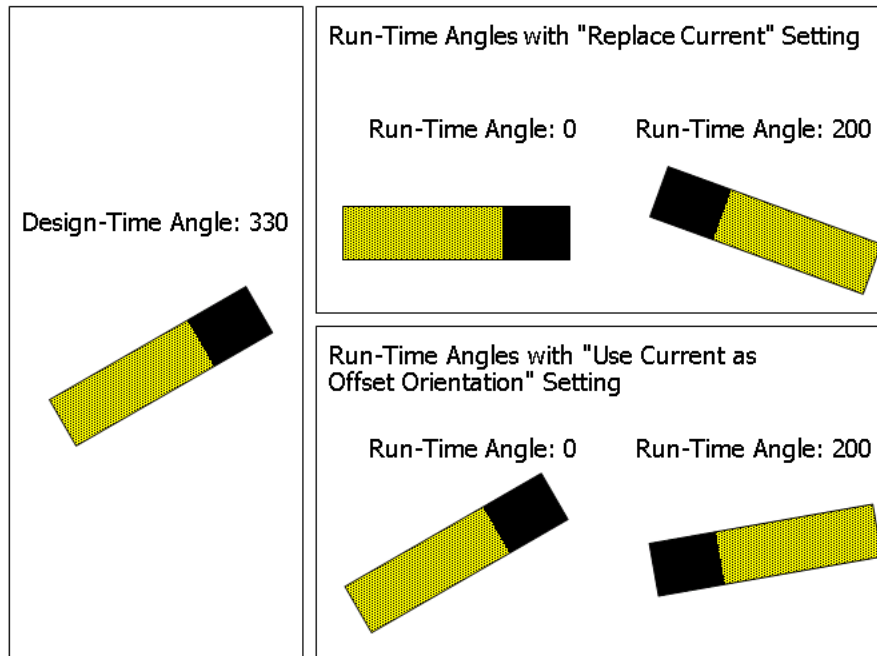 Design-Time Angle: 330
Run-Time Angles with "Replace Current" Setting
Run-Time Angle: 0
Run-Time Angle: 200
Run-Time Angles with "Use Current as
Offset Orientation" Setting
Run-Time Angle: 0
Run-Time Angle: 200